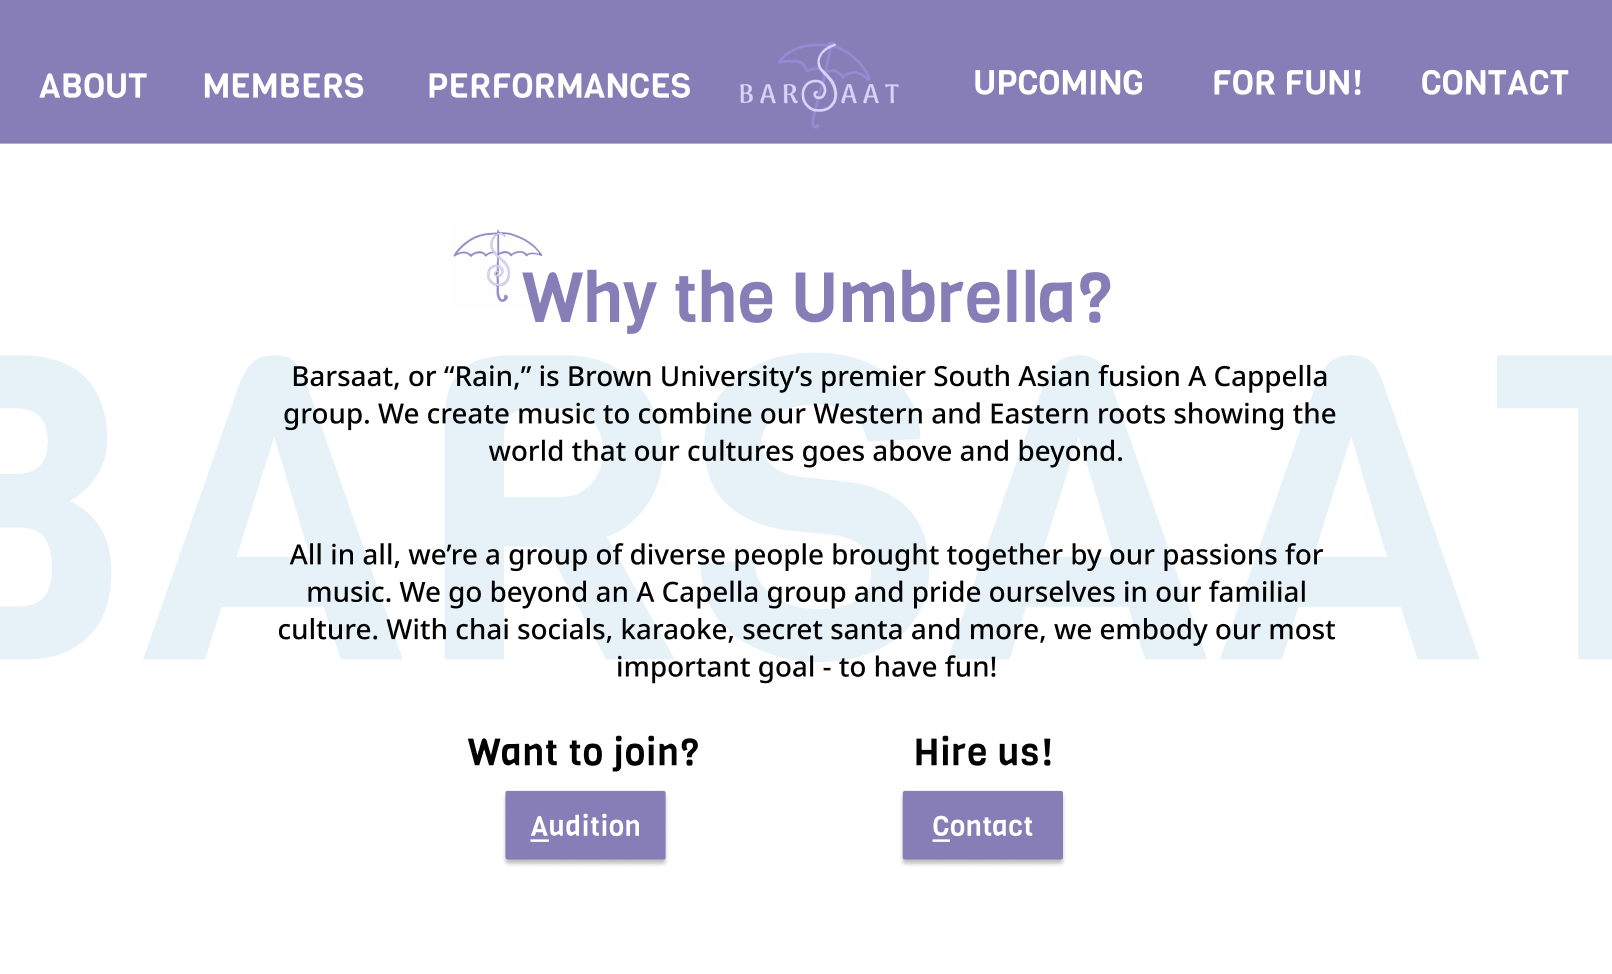 ABOUT MEMBERS PERFORMANCES BARSAAT UPCOMING FOR FUN! CONTACT
Why the Umbrella?
BARSAAT
Barsaat, or “Rain,” is Brown University’s premier South Asian fusion A Cappella
group. We create music to combine our Western and Eastern roots showing the
world that our cultures goes above and beyond.
All in all, we’re a group of diverse people brought together by our passions for
music. We go beyond an A Capella group and pride ourselves in our familial
culture. With chai socials, karaoke, secret santa and more, we embody our most
important goal - to have fun!
Want to join? Hire us!
Audition Contact